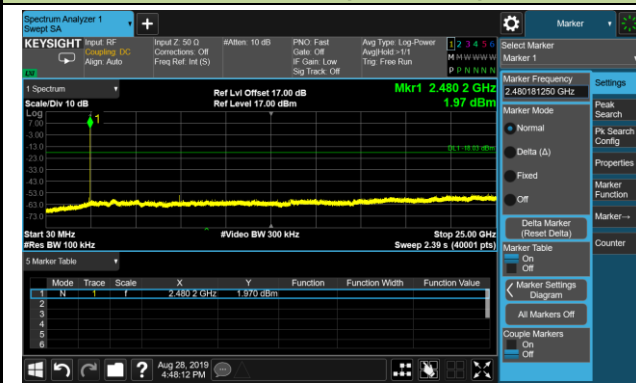 Spectrum Analyzer 1
Swept SA
Marker
KEYSIGHT
Input: RF
Coupling: DC
Align: Auto
Input Z: 50 Ω
Corrections: Off
Freq Ref: Int (S)
#Atten: 10 dB
PNO: Fast
Gate: Off
IF Gain: Low
Sig Track: Off
Avg Type: Log-Power
Avg|Hold:>1/1
Trig: Free Run
1 2 3 4 5 6
M W W W W W
P P N N N N
Select Marker
Marker 1
1 Spectrum
Scale/Div 10 dB
Ref Lvl Offset 17.00 dB
Ref Level 17.00 dBm
Mkr1 2.480 2 GHz
1.97 dBm
Log
7.00
-3.00
-13.0
-23.0
-33.0
-43.0
-53.0
-63.0
-73.0
1
DL1 -18.03 dBm
Start 30 MHz
#Res BW 100 kHz
#Video BW 300 kHz
Stop 25.00 GHz
Sweep 2.39 s (40001 pts)
5 Marker Table
Mode Trace Scale X Y Function Function Width Function Value
1 N 1 f 2.480 2 GHz 1.970 dBm
2
3
4
5
6
Marker Frequency
2.480181250 GHz
Marker Mode
Normal
Delta (Δ)
Fixed
Off
Delta Marker
(Reset Delta)
Marker Table
On
Off
Marker Settings
Diagram
All Markers Off
Couple Markers
On
Off
Settings
Peak
Search
Pk Search
Config
Properties
Marker
Function
Marker→
Counter
Aug 28, 2019
4:48:12 PM